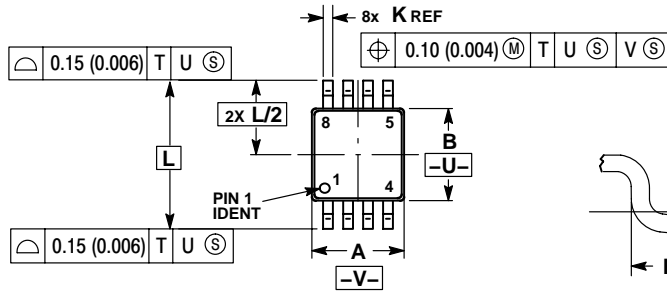 8x K REF
⌖ 0.10 (0.004) Ⓜ T U Ⓢ V Ⓢ
⌓ 0.15 (0.006) T U Ⓢ
2X L/2
8 5
B
–U–
L
PIN 1
IDENT
1 4
⌓ 0.15 (0.006) T U Ⓢ
A
–V–